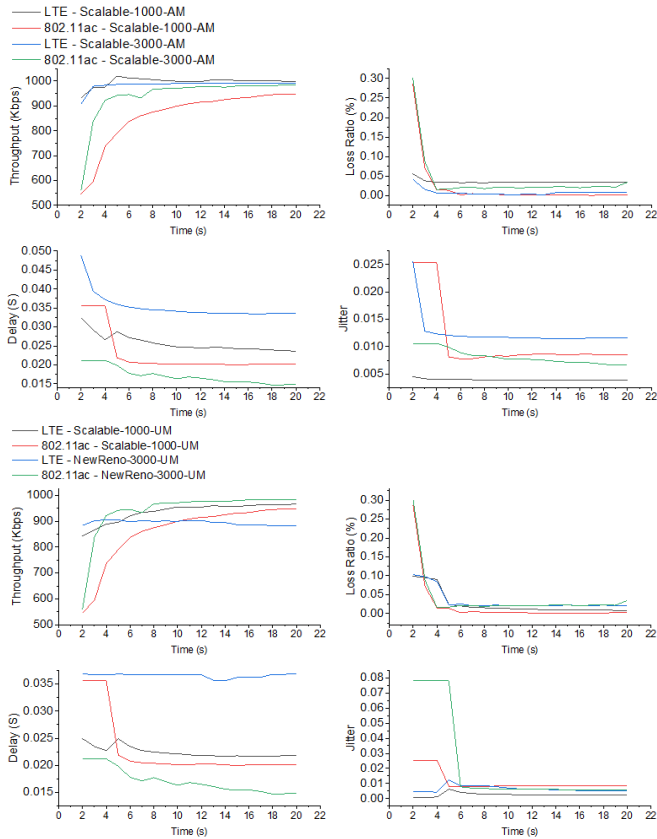 LTE - Scalable-1000-AM
802.11ac - Scalable-1000-AM
LTE - Scalable-3000-AM
802.11ac - Scalable-3000-AM
Throughput (Kbps)
1000
900
800
700
600
500
0 2 4 6 8 10 12 14 16 18 20 22
Time (s)
Loss Ratio (%)
0.30
0.25
0.20
0.15
0.10
0.05
0.00
0 2 4 6 8 10 12 14 16 18 20 22
Time (s)
Delay (S)
0.050
0.045
0.040
0.035
0.030
0.025
0.020
0.015
0 2 4 6 8 10 12 14 16 18 20 22
Time (s)
Jitter
0.025
0.020
0.015
0.010
0.005
0 2 4 6 8 10 12 14 16 18 20 22
Time (s)
LTE - Scalable-1000-UM
802.11ac - Scalable-1000-UM
LTE - NewReno-3000-UM
802.11ac - NewReno-3000-UM
Throughput (Kbps)
1000
900
800
700
600
500
0 2 4 6 8 10 12 14 16 18 20 22
Time (s)
Loss Ratio (%)
0.30
0.25
0.20
0.15
0.10
0.05
0.00
0 2 4 6 8 10 12 14 16 18 20 22
Time (s)
Delay (S)
0.035
0.030
0.025
0.020
0.015
0 2 4 6 8 10 12 14 16 18 20 22
Time (s)
Jitter
0.08
0.07
0.06
0.05
0.04
0.03
0.02
0.01
0.00
0 2 4 6 8 10 12 14 16 18 20 22
Time (s)